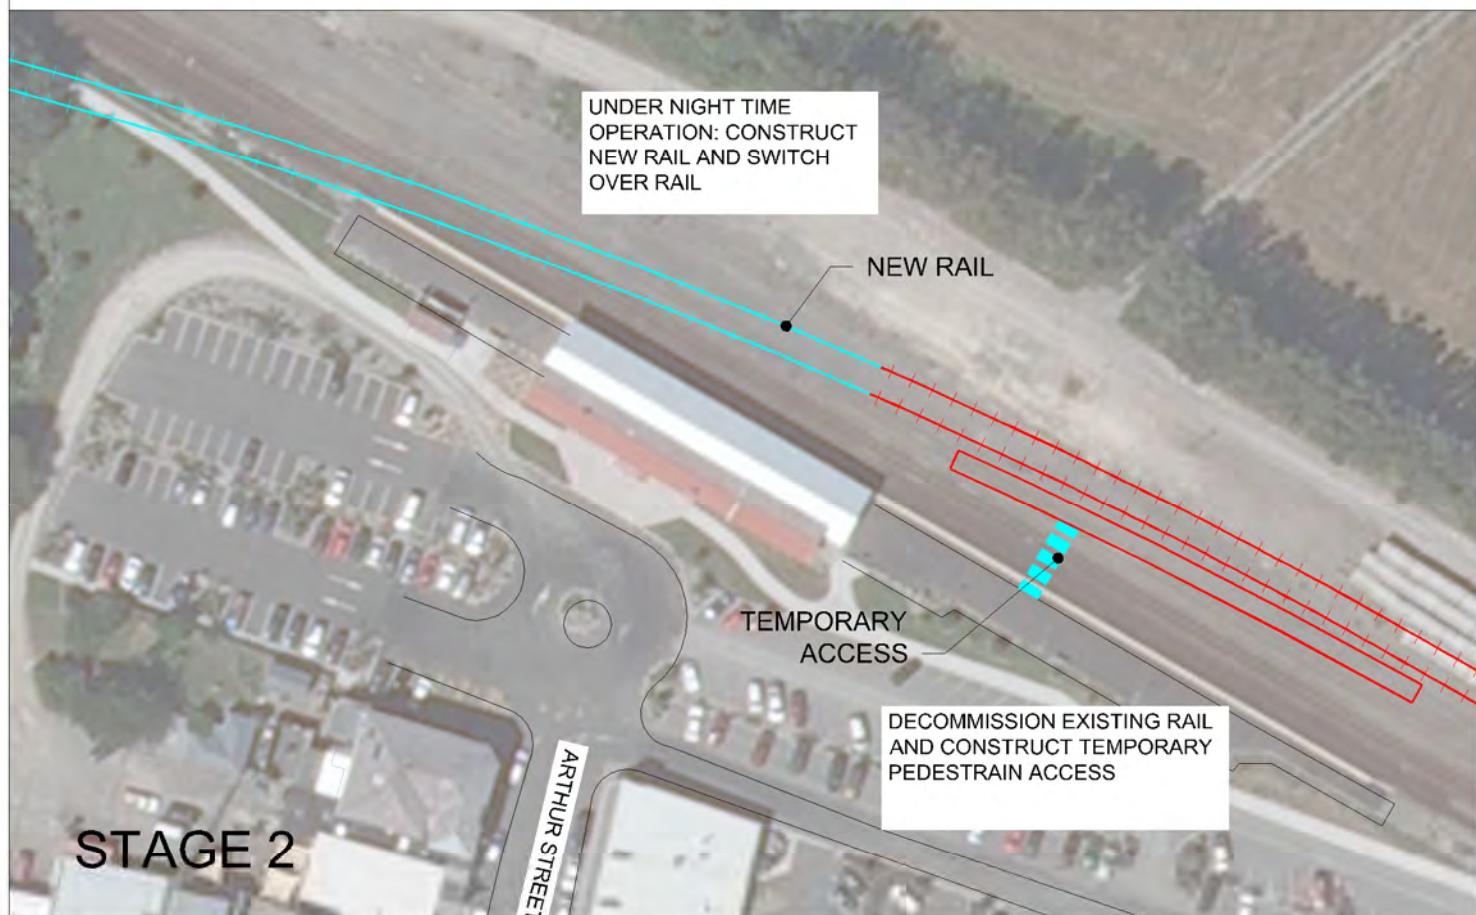 UNDER NIGHT TIME
OPERATION: CONSTRUCT
NEW RAIL AND SWITCH
OVER RAIL
NEW RAIL
TEMPORARY
ACCESS
DECOMMISSION EXISTING RAIL
AND CONSTRUCT TEMPORARY
PEDESTRAIN ACCESS
ARTHUR STREET
STAGE 2